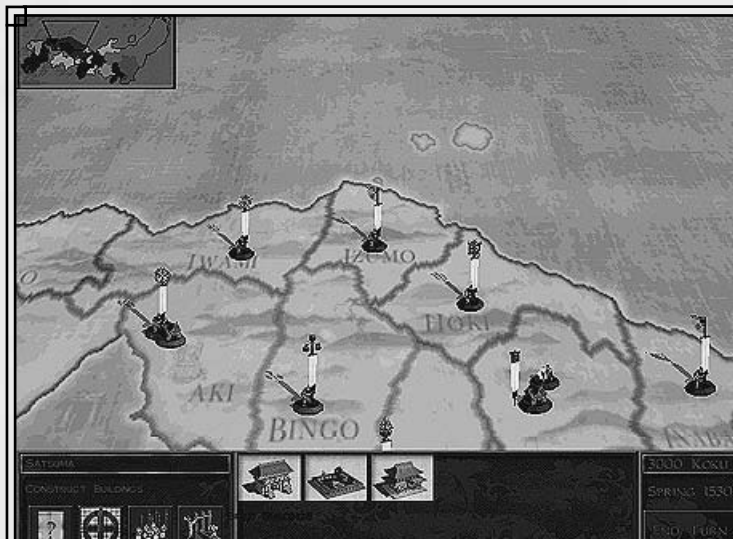 IWAMI
IZUMO
HOKI
AKI
BINGO
INABA
SATSUMA
3000 KOKU
CONSTRUCT BUILDINGS
SPRING 1530
?
END TURN